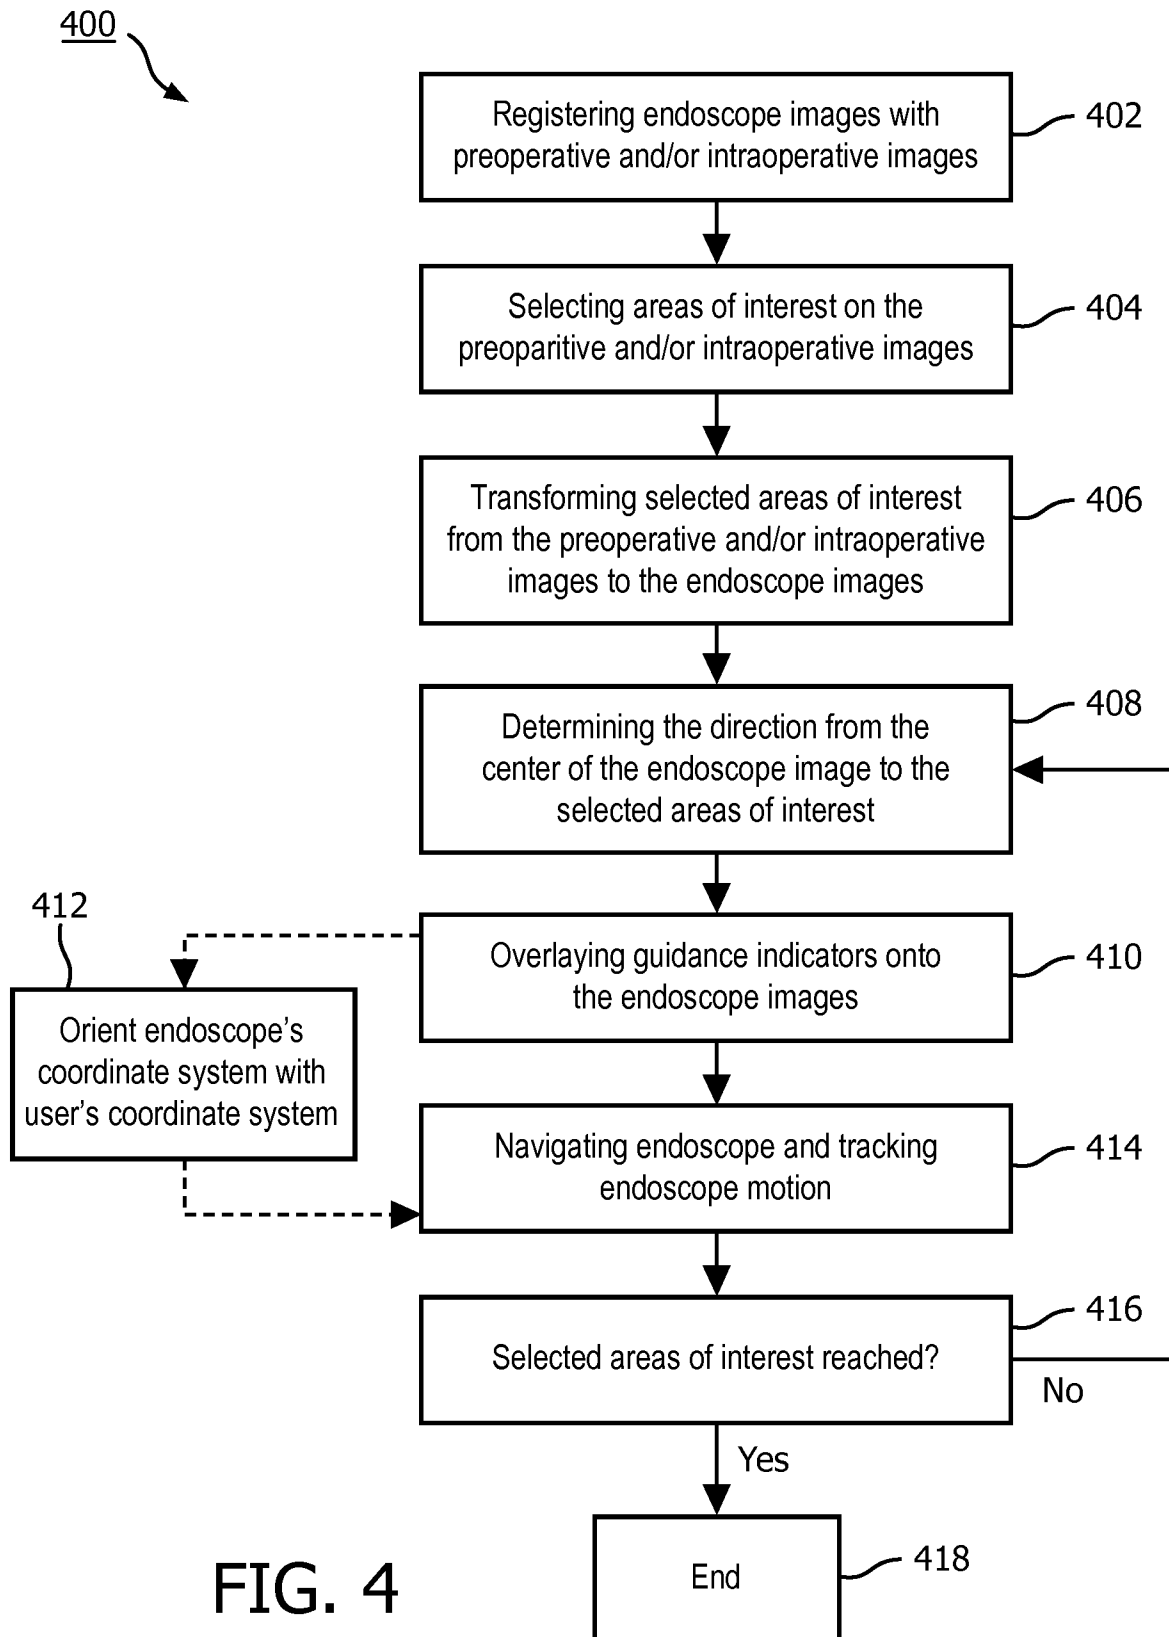 400
Registering endoscope images with
preoperative and/or intraoperative images
402
Selecting areas of interest on the
preoparitive and/or intraoperative images
404
Transforming selected areas of interest
from the preoperative and/or intraoperative
images to the endoscope images
406
Determining the direction from the
center of the endoscope image to the
selected areas of interest
408
412
Overlaying guidance indicators onto
the endoscope images
410
Orient endoscope's
coordinate system with
user's coordinate system
Navigating endoscope and tracking
endoscope motion
414
Selected areas of interest reached?
416
No
Yes
End
418
FIG. 4